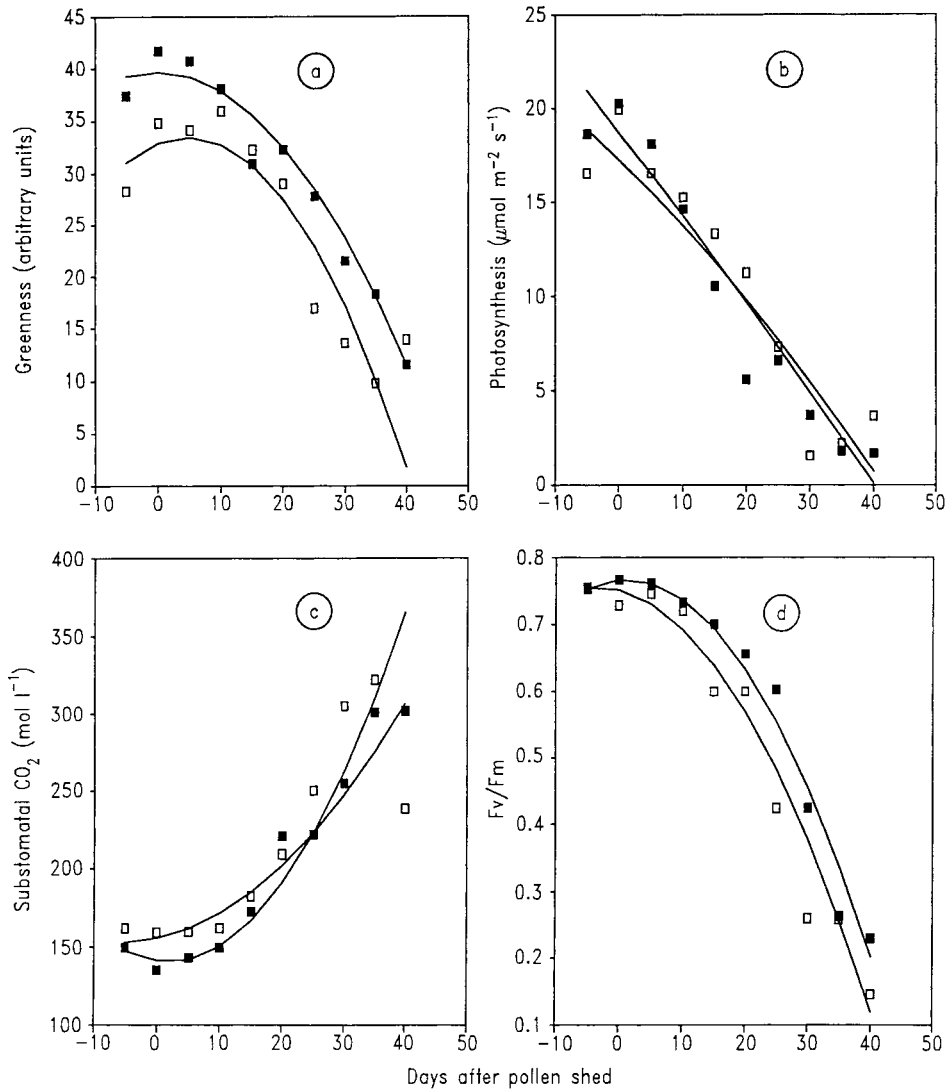 45
40
35
30
25
20
15
10
5
0
Greenness (arbitrary units)
a
-10 0 10 20 30 40 50
25
20
15
10
5
0
Photosynthesis (μmol m⁻² s⁻¹)
b
-10 0 10 20 30 40 50
400
350
300
250
200
150
100
Substomatal CO₂ (mol l⁻¹)
c
-10 0 10 20 30 40 50
0.8
0.7
0.6
0.5
0.4
0.3
0.2
0.1
Fv/Fm
d
-10 0 10 20 30 40 50
Days after pollen shed